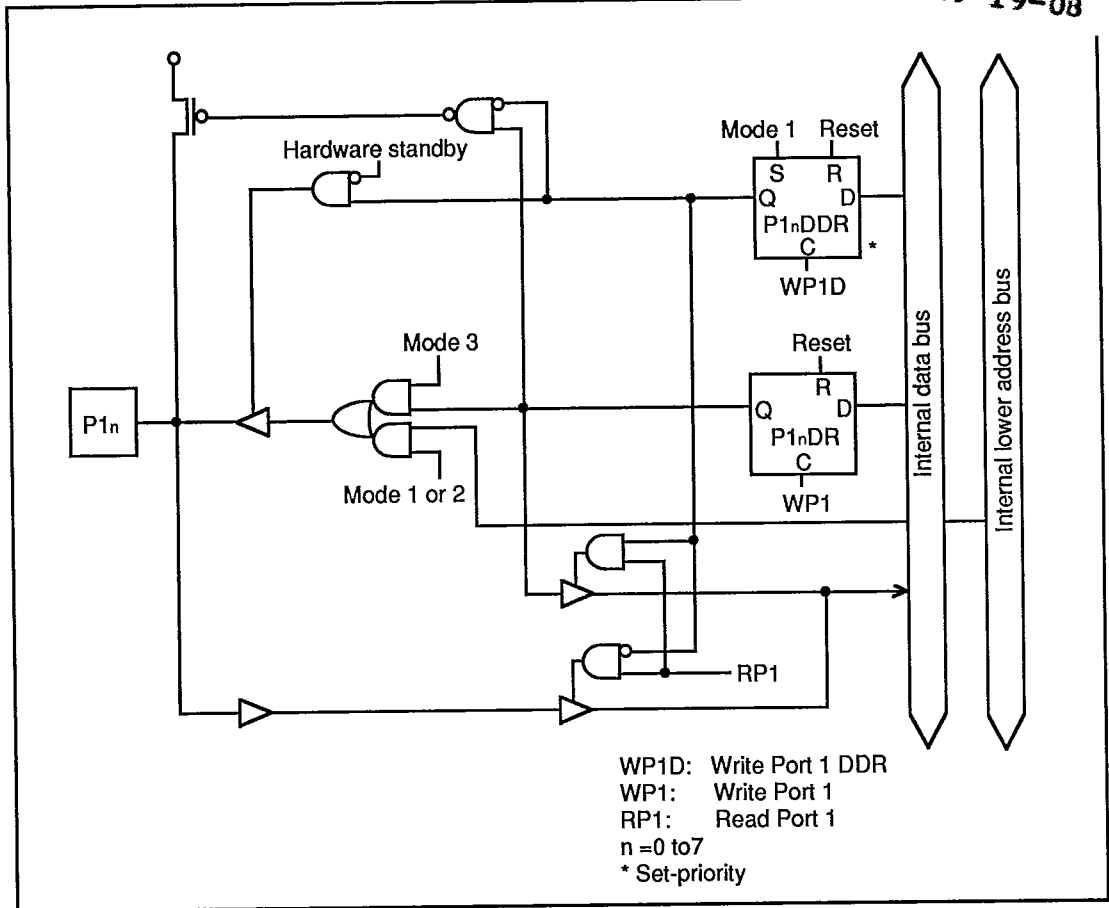 19-08
Hardware standby
Mode 1 Reset
S R
Q D
P1nDDR
C *
WP1D
Mode 3
Reset
R
Q D
P1nDR
C
WP1
P1n
Mode 1 or 2
RP1
Internal data bus
Internal lower address bus
WP1D: Write Port 1 DDR
WP1: Write Port 1
RP1: Read Port 1
n =0 to7
* Set-priority